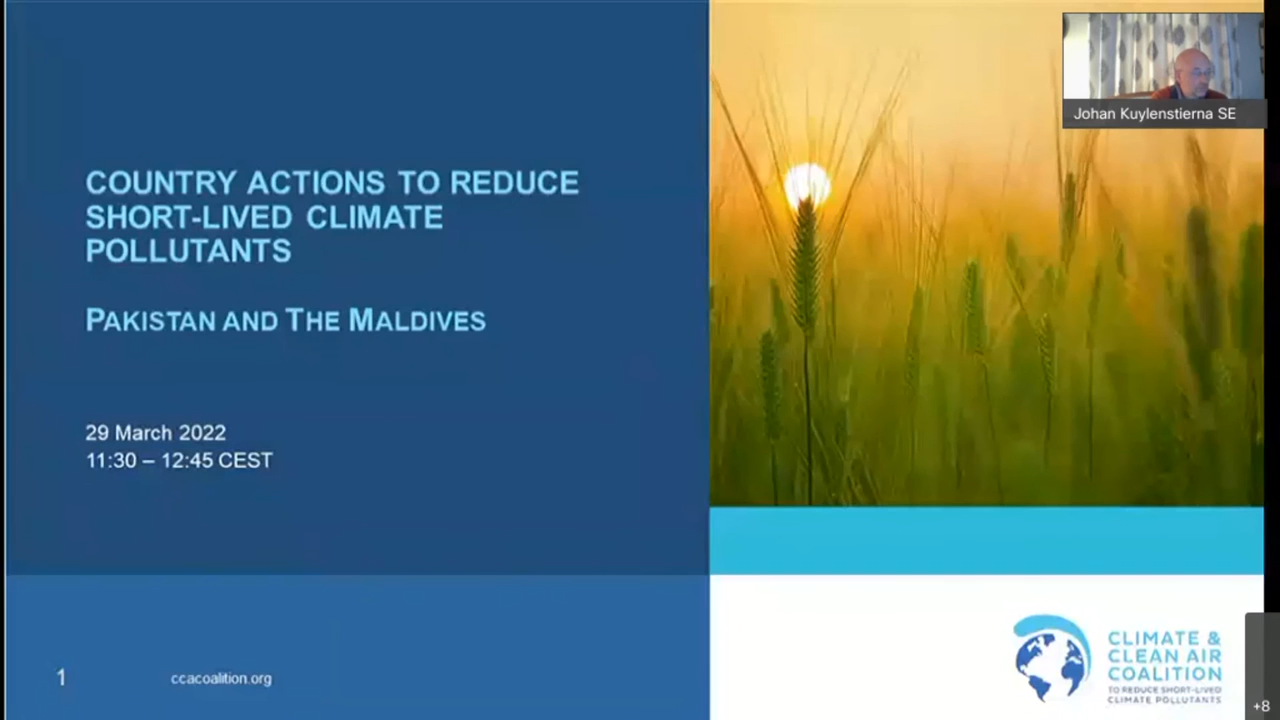 COUNTRY ACTIONS TO REDUCE
SHORT-LIVED CLIMATE
POLLUTANTS
PAKISTAN AND THE MALDIVES
29 March 2022
11:30 – 12:45 CEST
1
ccacoalition.org
Johan Kuylenstierna SE
CLIMATE &
CLEAN AIR
COALITION
TO REDUCE SHORT-LIVED
CLIMATE POLLUTANTS
+8